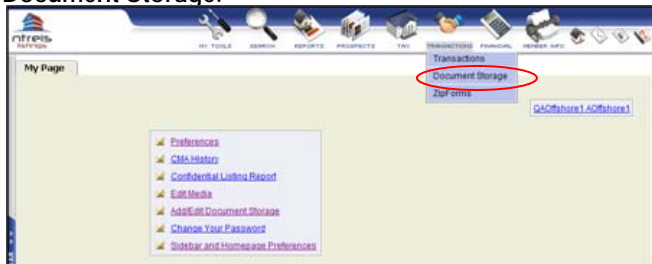 Document Storage:
ntreis
listings
MY TOOLS SEARCH REPORTS PROSPECTS TAX TRANSACTIONS FINANCIAL MEMBER INFO
Transactions
My Page
Document Storage
ZipForms
QAOffshore1 AOffshore1
Preferences
CMA History
Confidential Listing Report
Edit Media
Add/Edit Document Storage
Change Your Password
Sidebar and Homepage Preferences